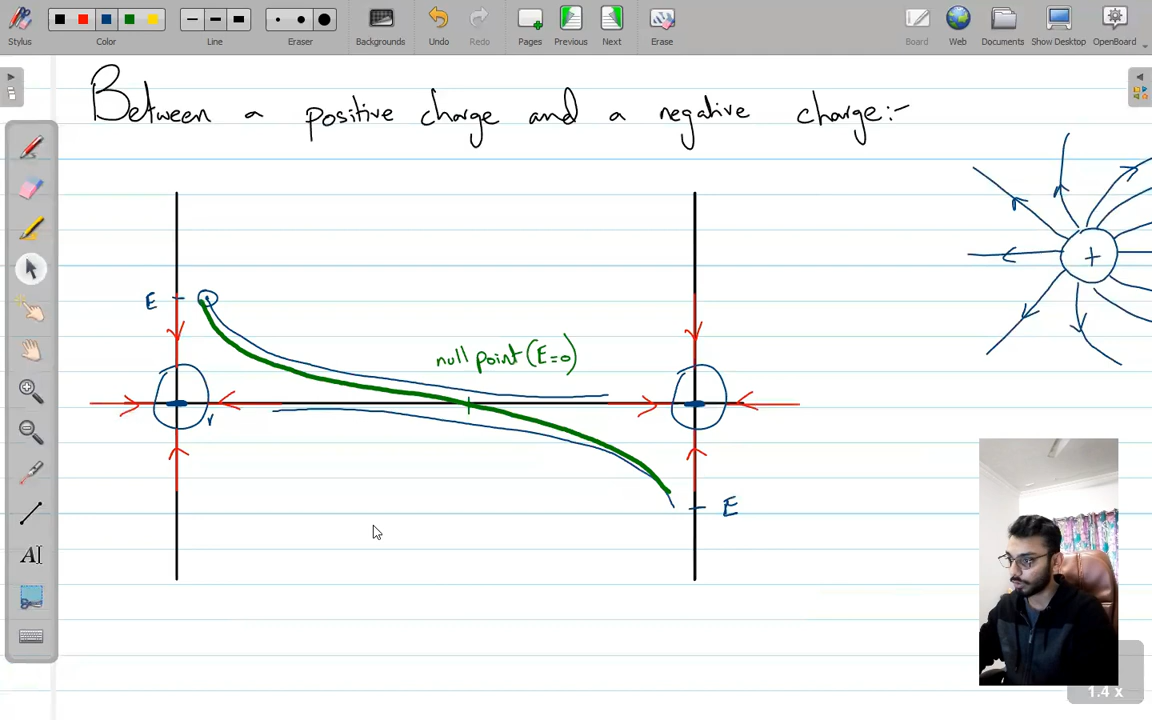 Stylus
Color
Line
Eraser
Backgrounds
Undo
Redo
Pages
Previous
Next
Erase
Board
Web
Documents
Show Desktop
OpenBoard
Between a positive charge and a negative charge:-
+
E
null point (E=0)
r
- E
1.4 x